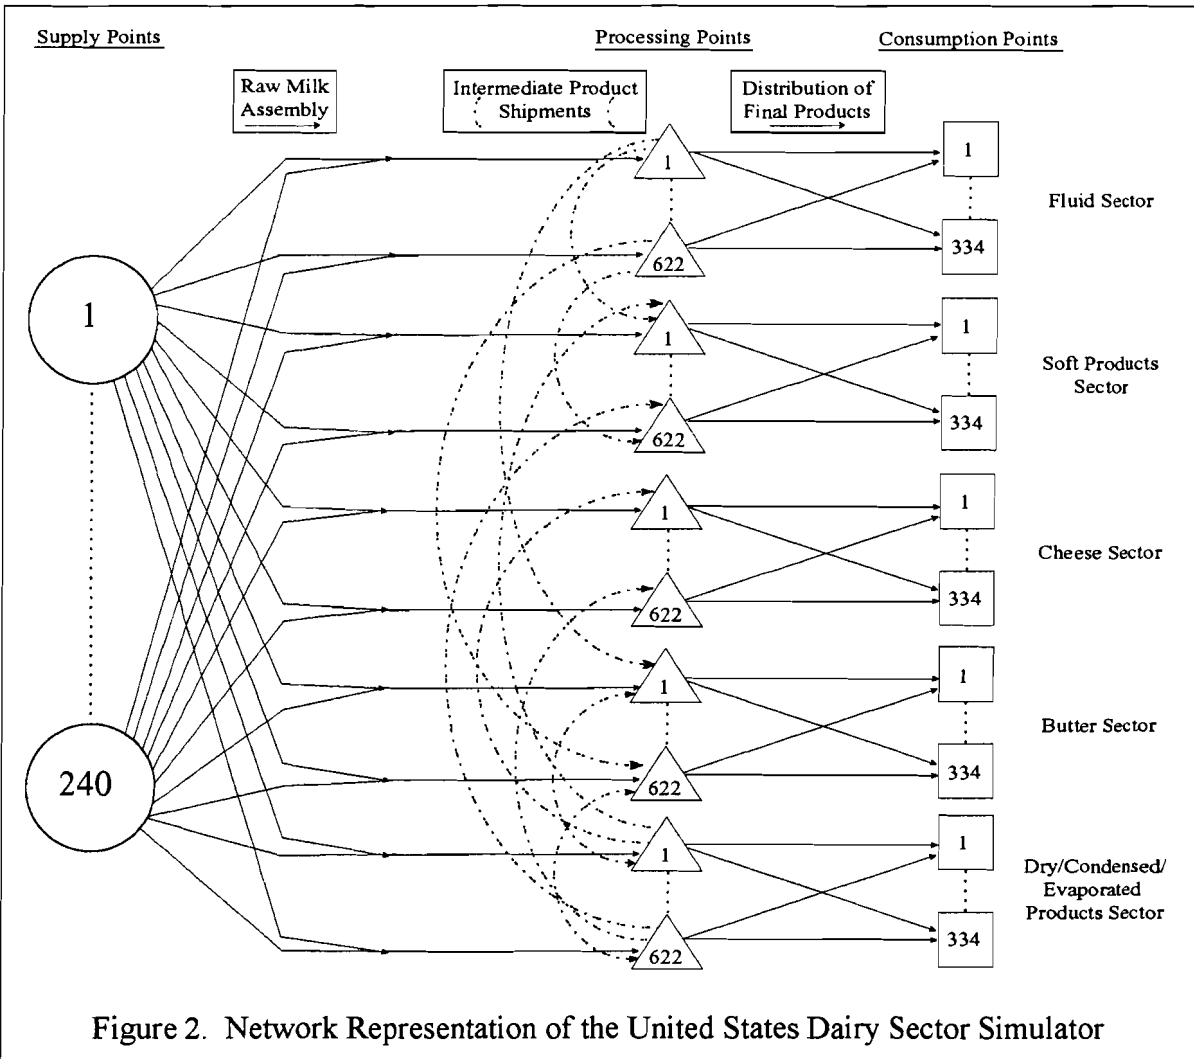 Supply Points
Processing Points
Consumption Points
Raw Milk
Assembly
Intermediate Product
Shipments
Distribution of
Final Products
1
1
Fluid Sector
622
334
1
1
1
Soft Products
Sector
622
334
1
1
Cheese Sector
622
334
1
1
Butter Sector
622
334
240
1
1
Dry/Condensed/
Evaporated
Products Sector
622
334
Figure 2. Network Representation of the United States Dairy Sector Simulator